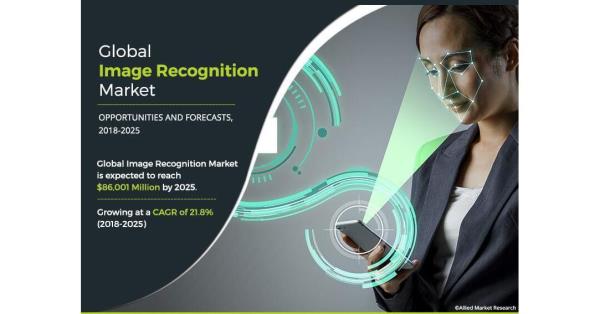 Global
Image Recognition
Market
OPPORTUNITIES AND FORECASTS,
2018-2025
Global Image Recognition Market
is expected to reach
$86,001 Million by 2025.
Growing at a CAGR of 21.8%
(2018-2025)
©Allied Market Research